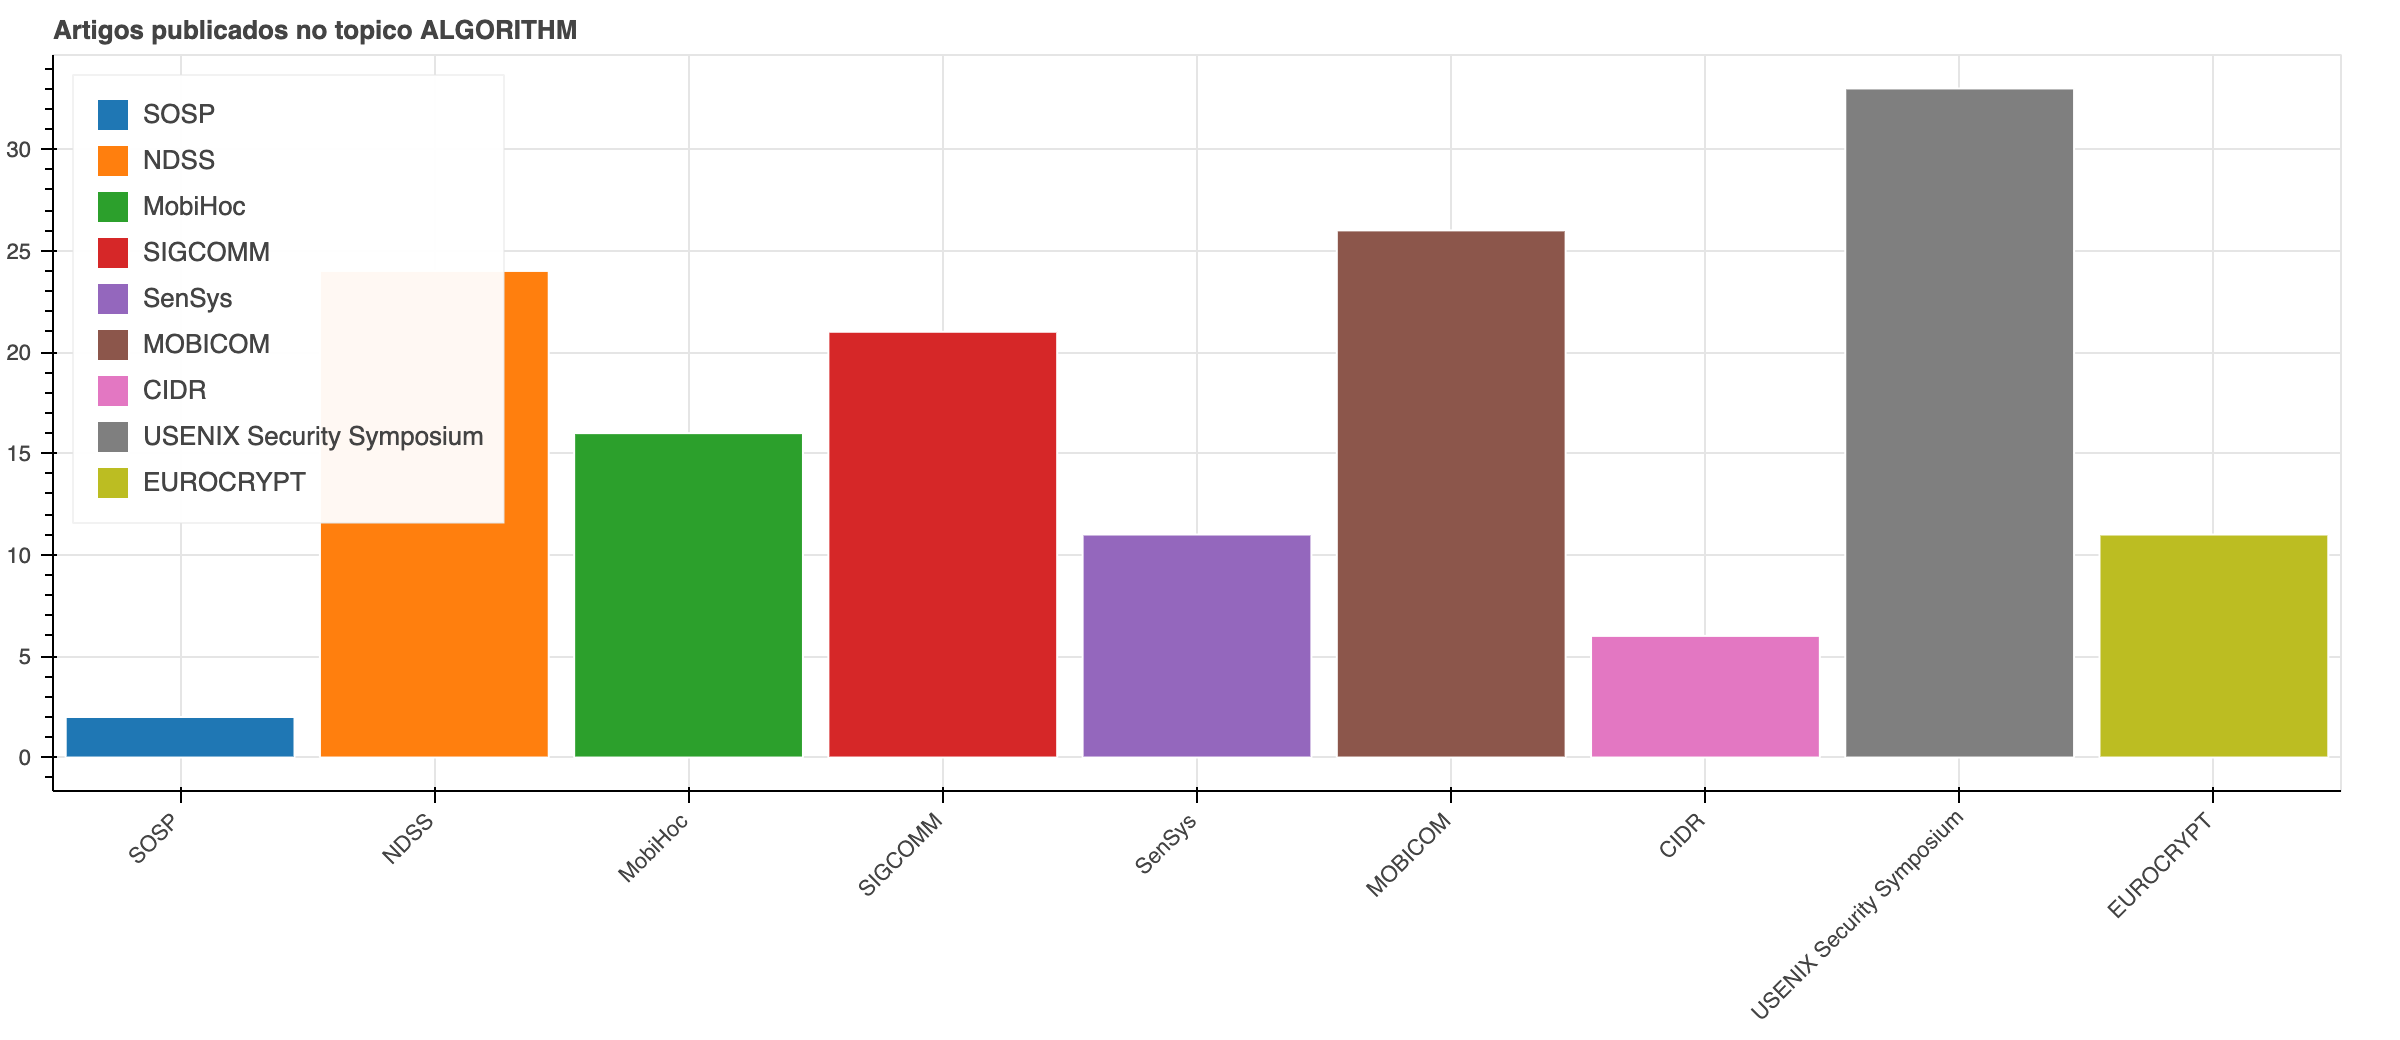 Artigos publicados no topico ALGORITHM
SOSP
NDSS
MobiHoc
SIGCOMM
SenSys
MOBICOM
CIDR
USENIX Security Symposium
EUROCRYPT
30
25
20
15
10
5
0
SOSP
NDSS
MobiHoc
SIGCOMM
SenSys
MOBICOM
CIDR
USENIX Security Symposium
EUROCRYPT